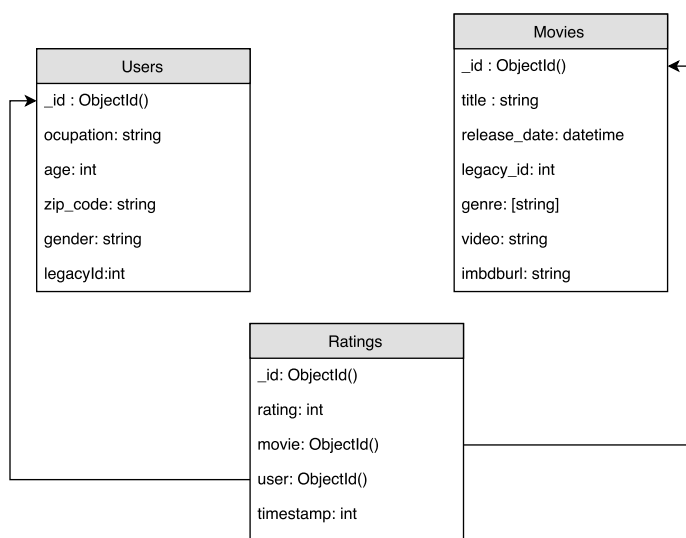 Users
_id : ObjectId()
ocupation: string
age: int
zip_code: string
gender: string
legacyId:int
Movies
_id : ObjectId()
title : string
release_date: datetime
legacy_id: int
genre: [string]
video: string
imbdburl: string
Ratings
_id: ObjectId()
rating: int
movie: ObjectId()
user: ObjectId()
timestamp: int